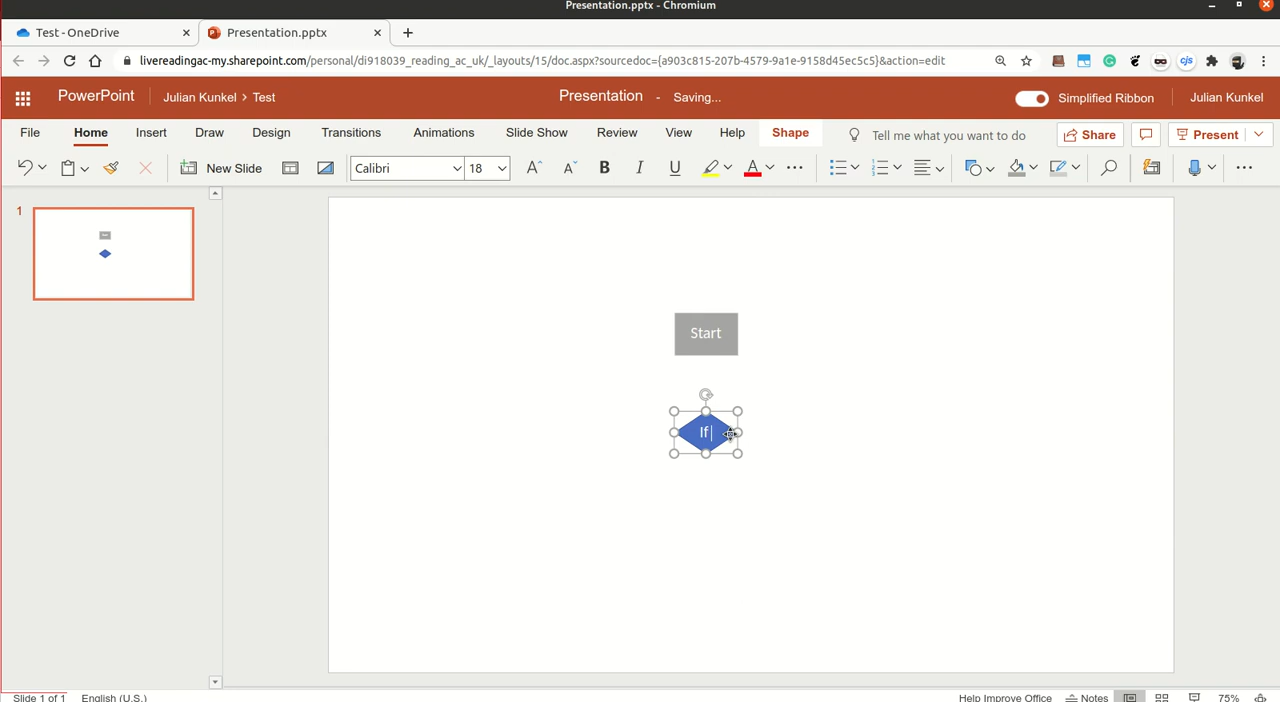 Presentation.pptx - Chromium
Test - OneDrive
Presentation.pptx
livereadingac-my.sharepoint.com/personal/di918039_reading_ac_uk/_layouts/15/doc.aspx?sourcedoc={a903c815-207b-4579-9a1e-9158d45ec5c5}&action=edit
PowerPoint Julian Kunkel > Test Presentation - Saving... Simplified Ribbon Julian Kunkel
File Home Insert Draw Design Transitions Animations Slide Show Review View Help Shape Tell me what you want to do Share Present
New Slide Calibri 18 A A B I U A
1
Start
If
Slide 1 of 1 English (U.S.) Help Improve Office Notes 75%